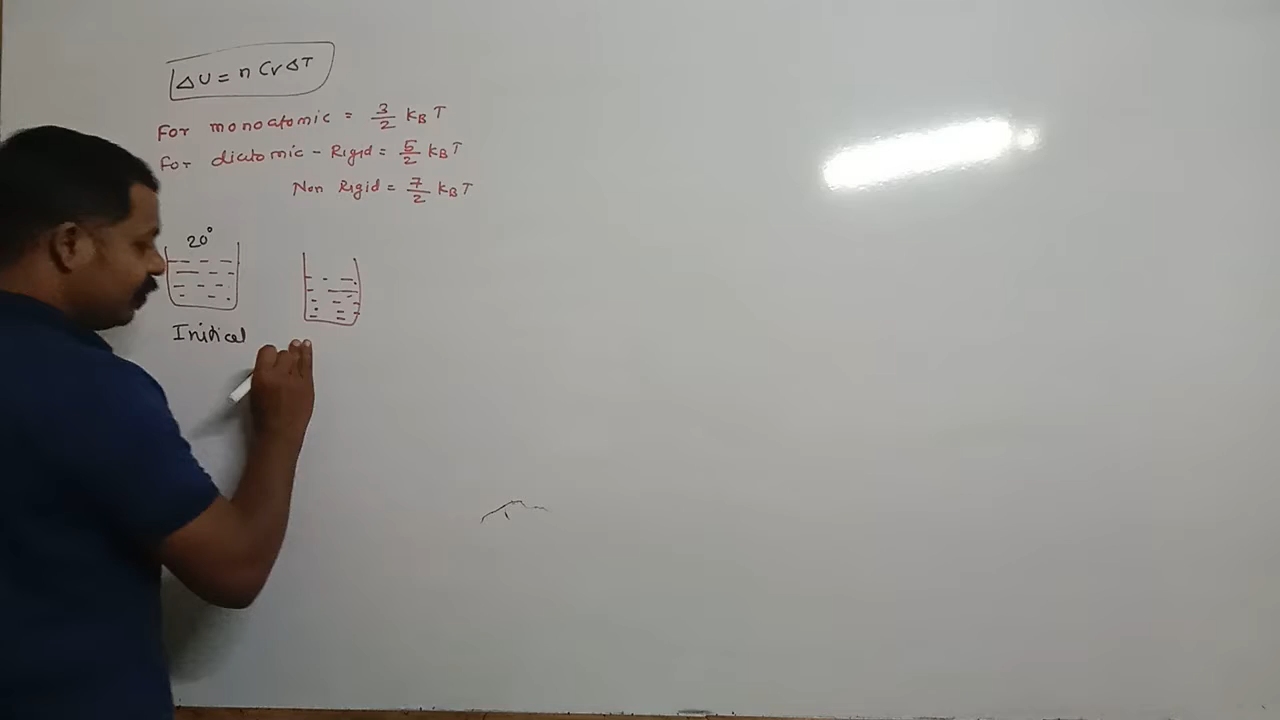 ΔU = n Cv ΔT
For monoatomic = 3/2 KB T
For diatomic - Rigid = 5/2 KB T
Non Rigid = 7/2 KB T
20°
Initial